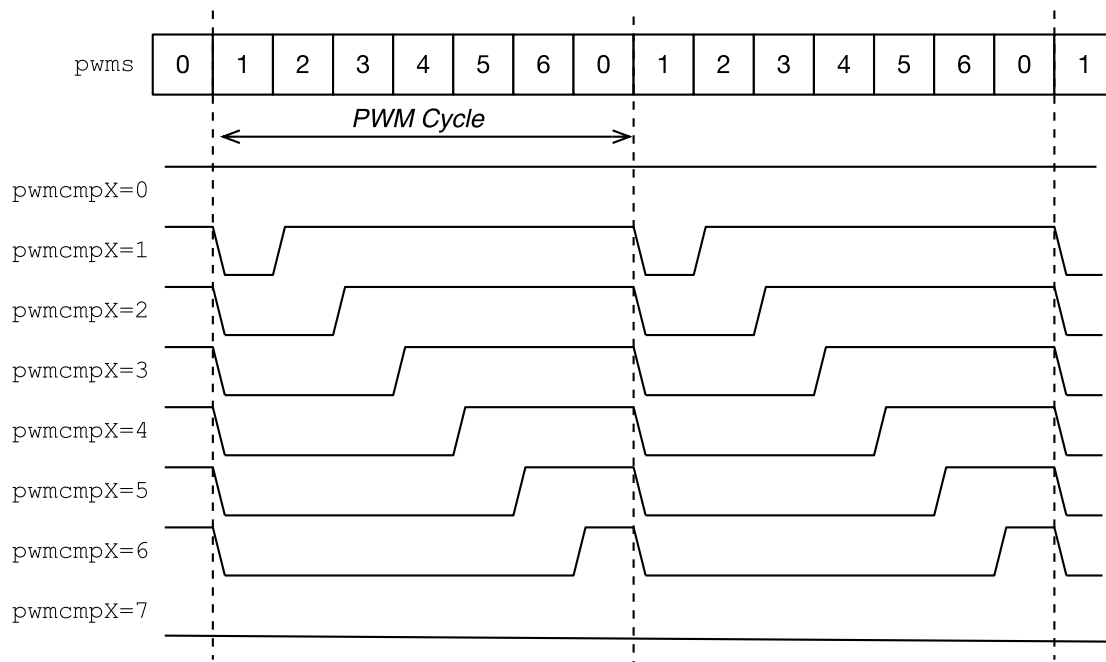 pwms 0 1 2 3 4 5 6 0 1 2 3 4 5 6 0 1
PWM Cycle
pwmcmpX=0
pwmcmpX=1
pwmcmpX=2
pwmcmpX=3
pwmcmpX=4
pwmcmpX=5
pwmcmpX=6
pwmcmpX=7